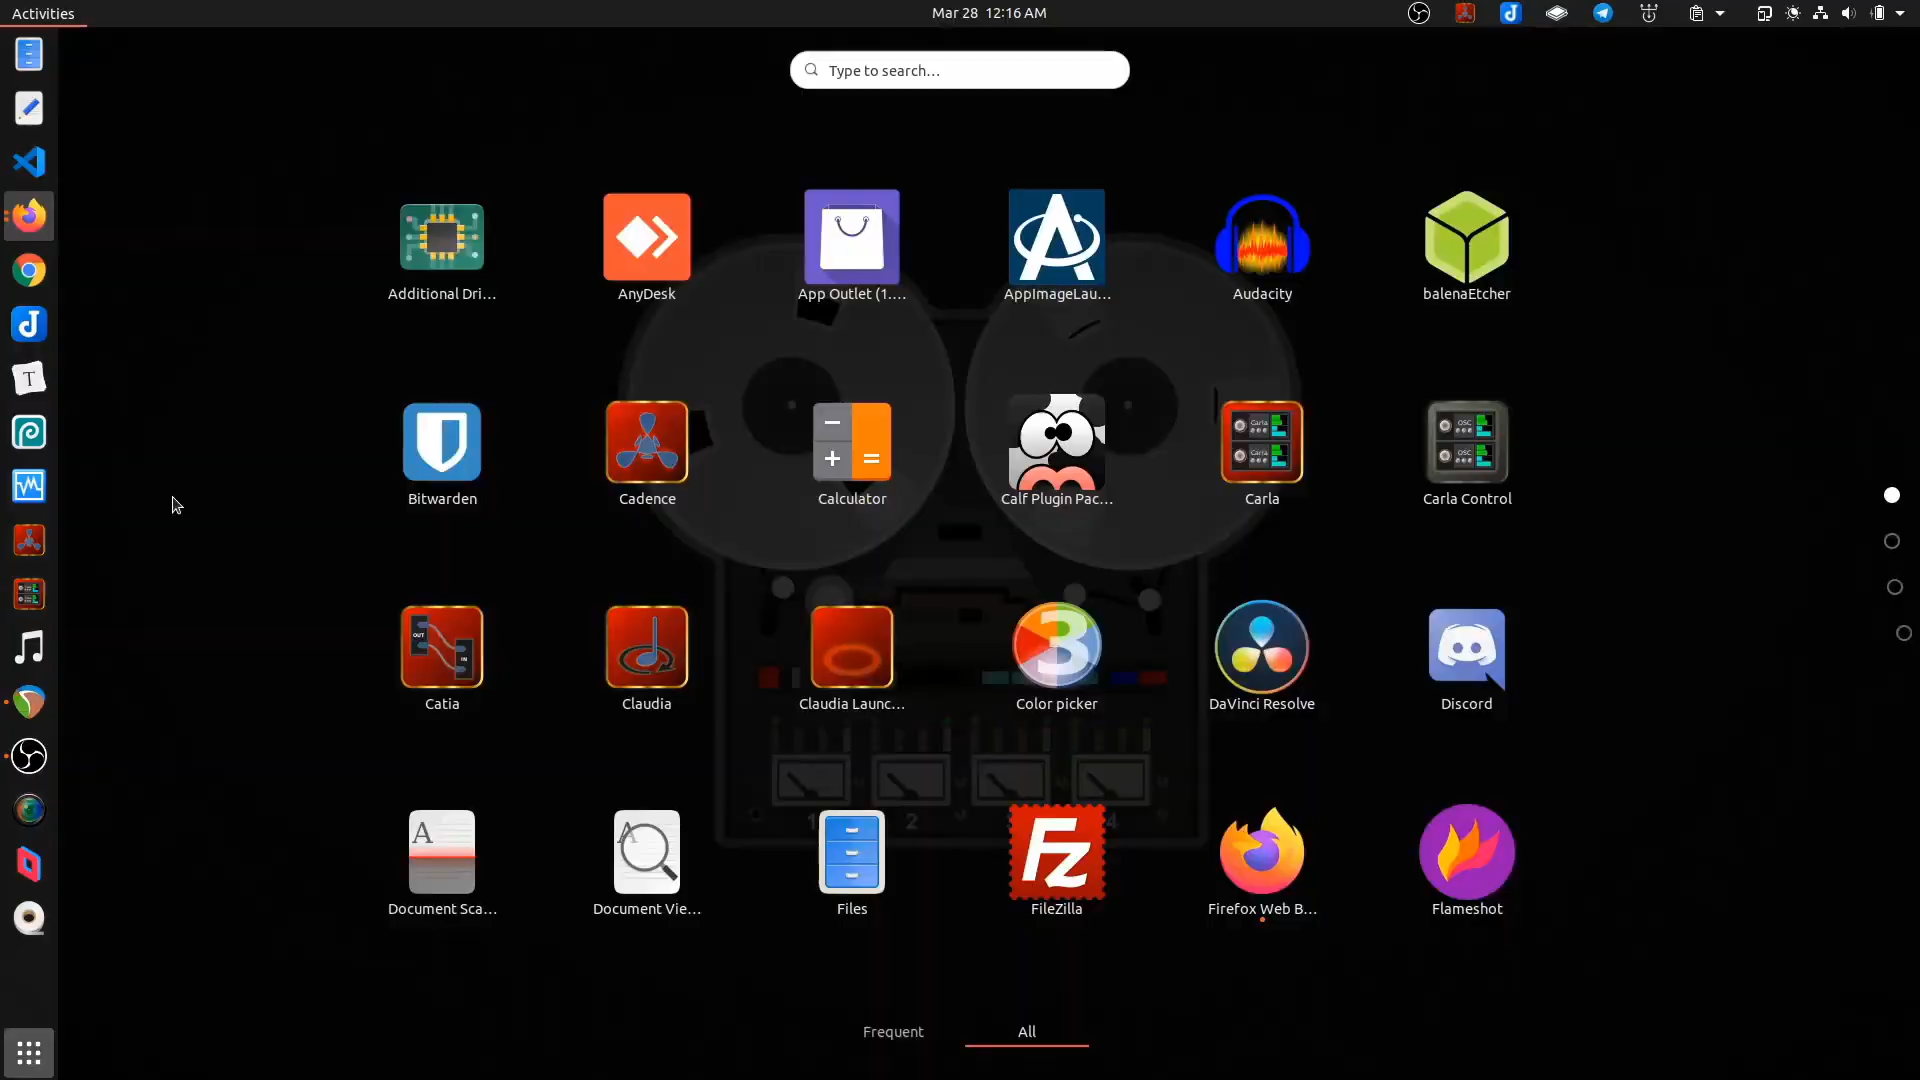 Activities
Mar 28 12:16 AM
Type to search...
Additional Dri...
AnyDesk
App Outlet (1....
AppImageLau...
Audacity
balenaEtcher
Bitwarden
Cadence
Calculator
Calf Plugin Pac...
Carla
Carla Control
Catia
Claudia
Claudia Launc...
Color picker
DaVinci Resolve
Discord
Document Sca...
Document Vie...
Files
FileZilla
Firefox Web B...
Flameshot
Frequent
All